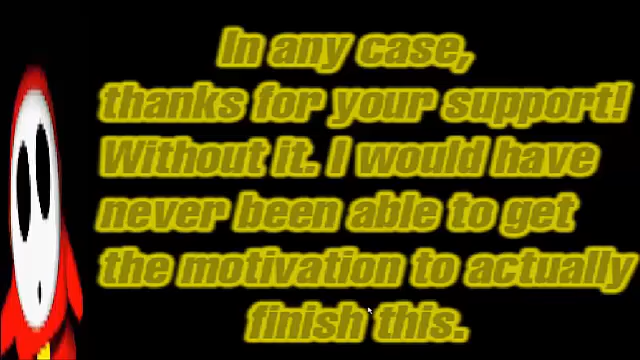 In any case,
thanks for your support!
Without it. I would have
never been able to get
the motivation to actually
finish this.